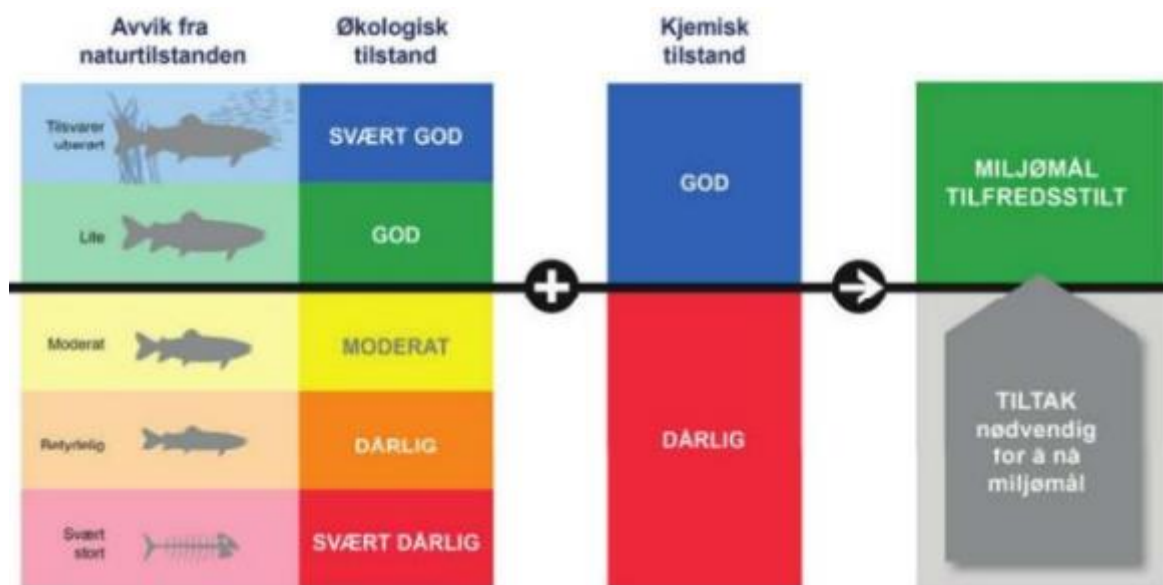 Avvik fra
naturtilstanden
Økologisk
tilstand
Kjemisk
tilstand
Tilsvarer
uberørt
SVÆRT GOD
Lite
GOD
Moderat
MODERAT
Betydelig
DÅRLIG
Svært
stort
SVÆRT DÅRLIG
GOD
DÅRLIG
MILJØMÅL
TILFREDSSTILT
TILTAK
nødvendig
for å nå
miljømål